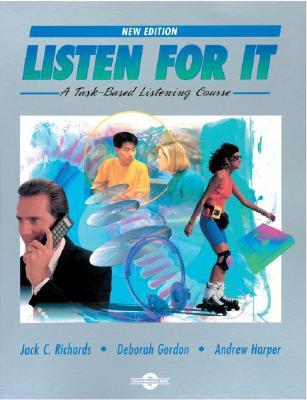 NEW EDITION
LISTEN FOR IT
A Task-Based Listening Course
Jack C. Richards • Deborah Gordon • Andrew Harper